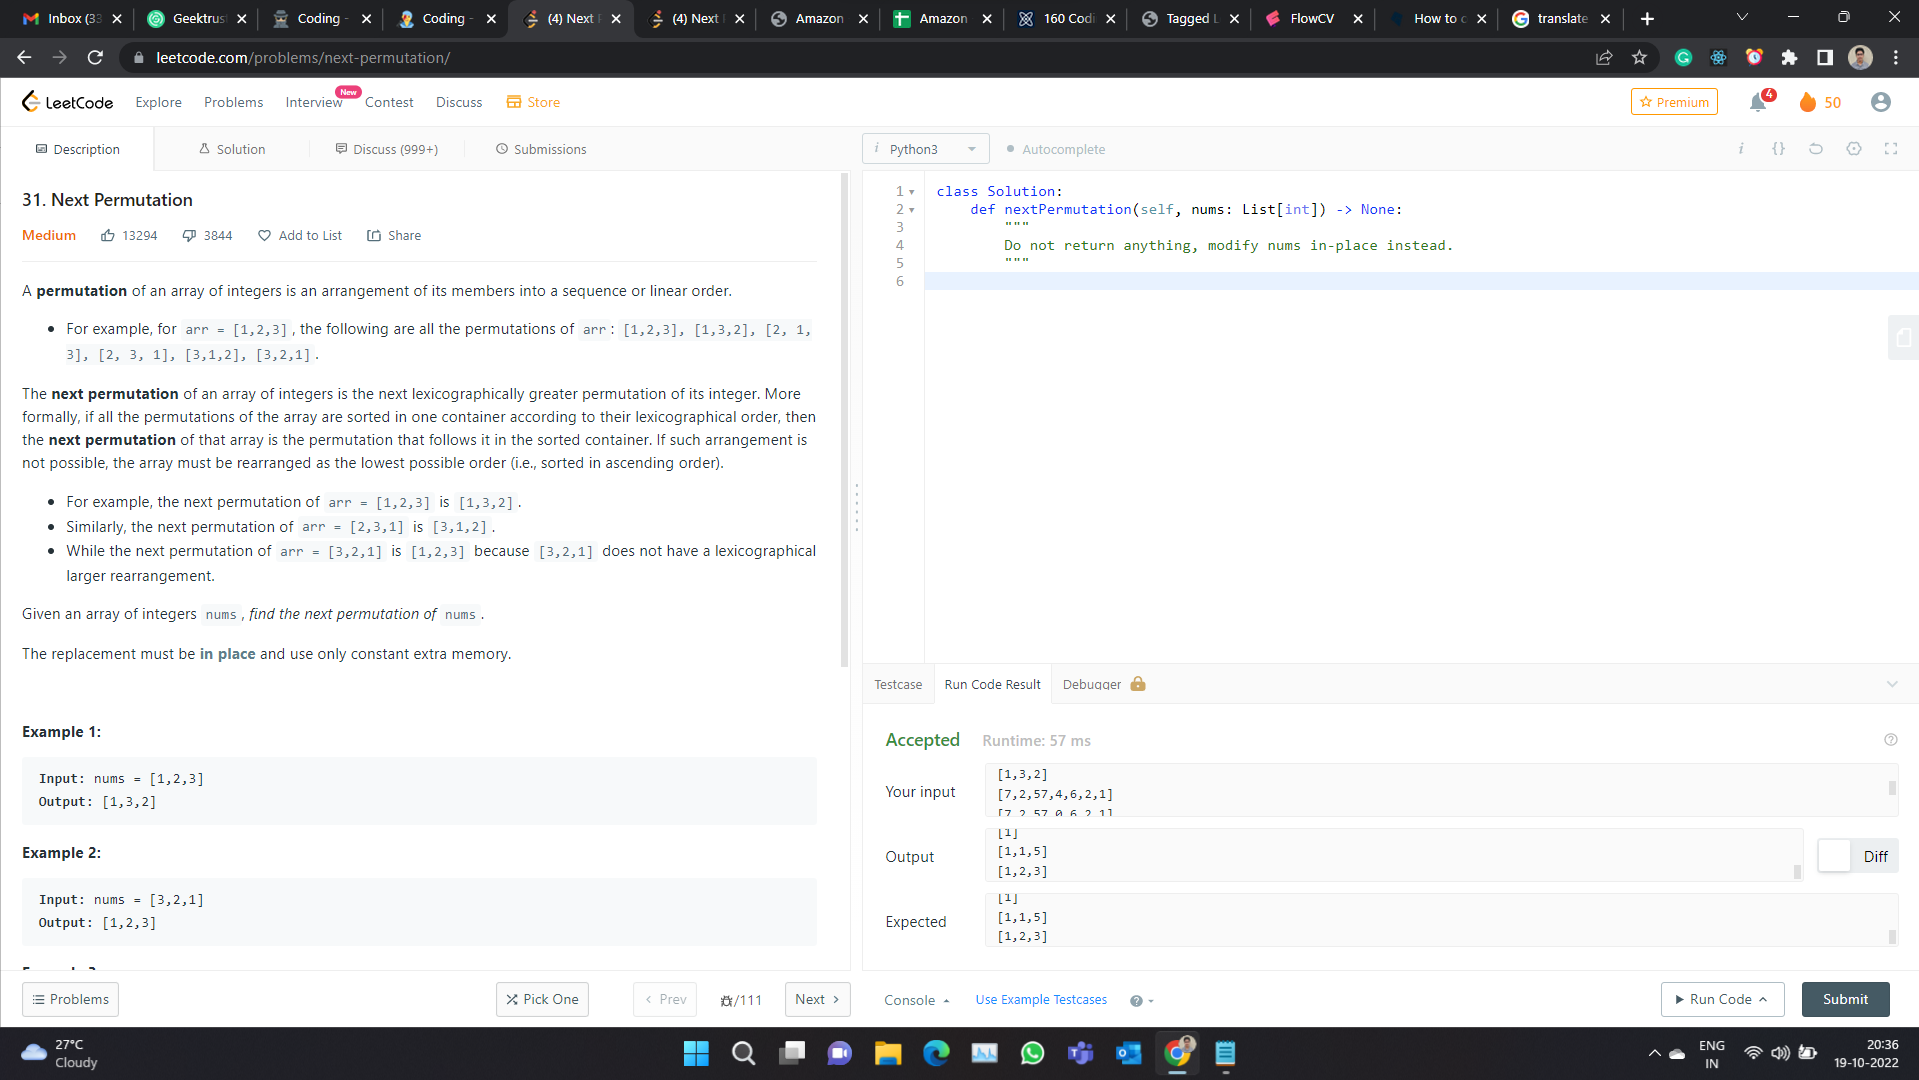 Inbox (33
Geektrus
Coding -
Coding -
(4) Next P
(4) Next
Amazon
Amazon
160 Codi
Tagged L
FlowCV
How to c
translate
leetcode.com/problems/next-permutation/
LeetCode
Explore
Problems
Interview
New
Contest
Discuss
Store
Premium
4
50
Description
Solution
Discuss (999+)
Submissions
Python3
Autocomplete
31. Next Permutation
Medium
13294
3844
Add to List
Share
A permutation of an array of integers is an arrangement of its members into a sequence or linear order.
For example, for arr = [1,2,3], the following are all the permutations of arr: [1,2,3], [1,3,2], [2, 1,
3], [2, 3, 1], [3,1,2], [3,2,1].
The next permutation of an array of integers is the next lexicographically greater permutation of its integer. More
formally, if all the permutations of the array are sorted in one container according to their lexicographical order, then
the next permutation of that array is the permutation that follows it in the sorted container. If such arrangement is
not possible, the array must be rearranged as the lowest possible order (i.e., sorted in ascending order).
For example, the next permutation of arr = [1,2,3] is [1,3,2].
Similarly, the next permutation of arr = [2,3,1] is [3,1,2].
While the next permutation of arr = [3,2,1] is [1,2,3] because [3,2,1] does not have a lexicographical
larger rearrangement.
Given an array of integers nums, find the next permutation of nums.
The replacement must be in place and use only constant extra memory.
Example 1:
Input: nums = [1,2,3]
Output: [1,3,2]
Example 2:
Input: nums = [3,2,1]
Output: [1,2,3]
Problems
Pick One
Prev
/111
Next
1 class Solution:
2 def nextPermutation(self, nums: List[int]) -> None:
3 """
4 Do not return anything, modify nums in-place instead.
5 """
6
Testcase
Run Code Result
Debugger
Accepted
Runtime: 57 ms
Your input
[1,3,2]
[7,2,57,4,6,2,1]
[7,2,57,0,6,2,1]
Output
[1]
[1,1,5]
[1,2,3]
Diff
Expected
[1]
[1,1,5]
[1,2,3]
Console
Use Example Testcases
Run Code
Submit
27°C
Cloudy
ENG
IN
20:36
19-10-2022